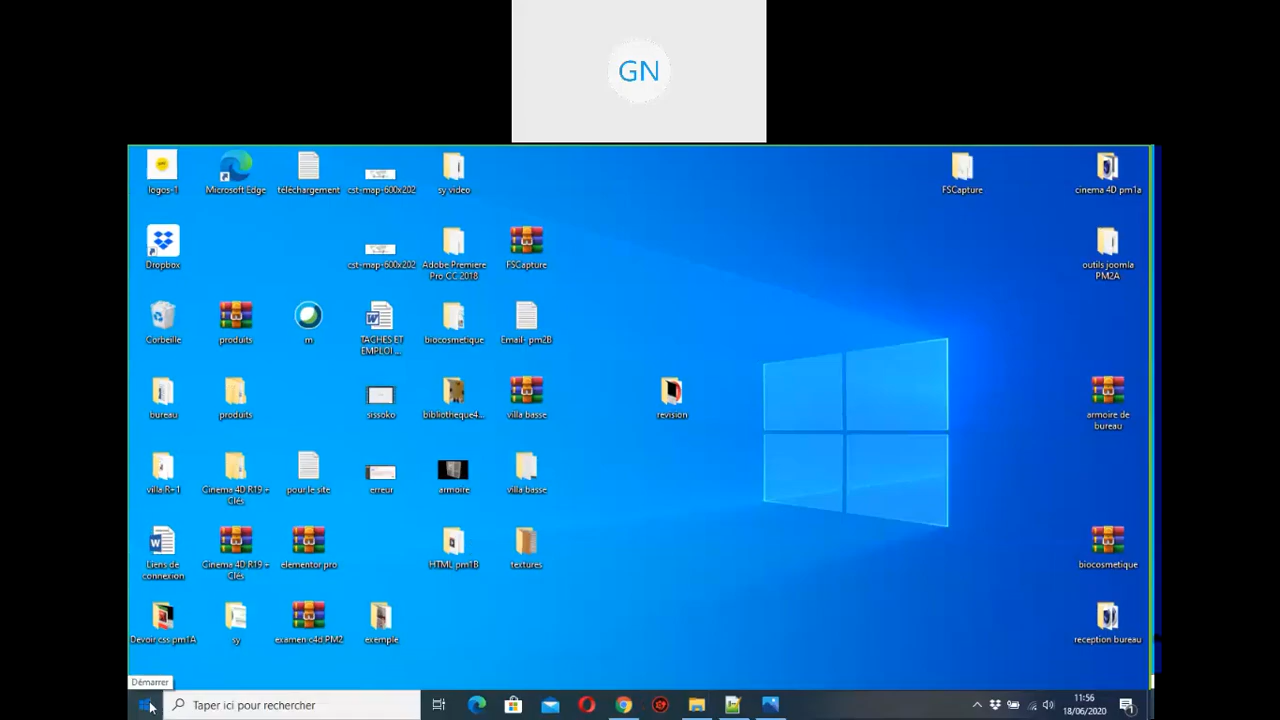 GN
logos-1
Microsoft Edge
téléchargement
cst-map-600x202
sy video
FSCapture
cinema 4D pm1a
Dropbox
cst-map-600x202
Adobe Premiere
Pro CC 2018
FSCapture
outils joomla
PM2A
Corbeille
produits
m
TACHES ET
EMPLOI ...
biocosmetique
Email- pm2B
bureau
produits
sissoko
bibliotheque4...
villa basse
revision
armoire de
bureau
villa R+1
Cinema 4D R19 +
Clés
pour le site
erreur
armoire
villa basse
Liens de
connexion
Cinema 4D R19 +
Clés
elementor pro
HTML pm1B
textures
biocosmetique
Devoir css pm1A
sy
examen c4d PM2
exemple
reception bureau
Démarrer
Taper ici pour rechercher
11:56
18/06/2020
1